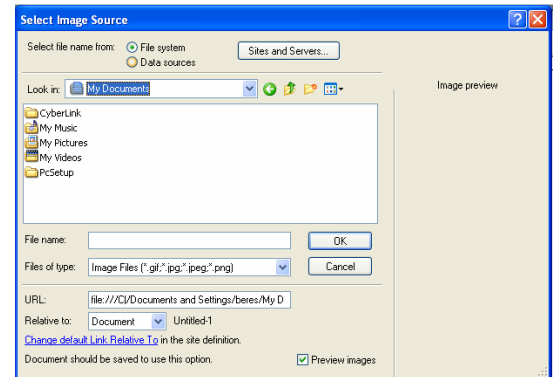 Select Image Source
Select file name from: File system Sites and Servers...
Data sources
Look in: My Documents Image preview
CyberLink
My Music
My Pictures
My Videos
PcSetup
File name: OK
Files of type: Image Files (*.gif;*.jpg;*.jpeg;*.png) Cancel
URL: file:///C|/Documents and Settings/beres/My D
Relative to: Document Untitled-1
Change default Link Relative To in the site definition.
Document should be saved to use this option. Preview images